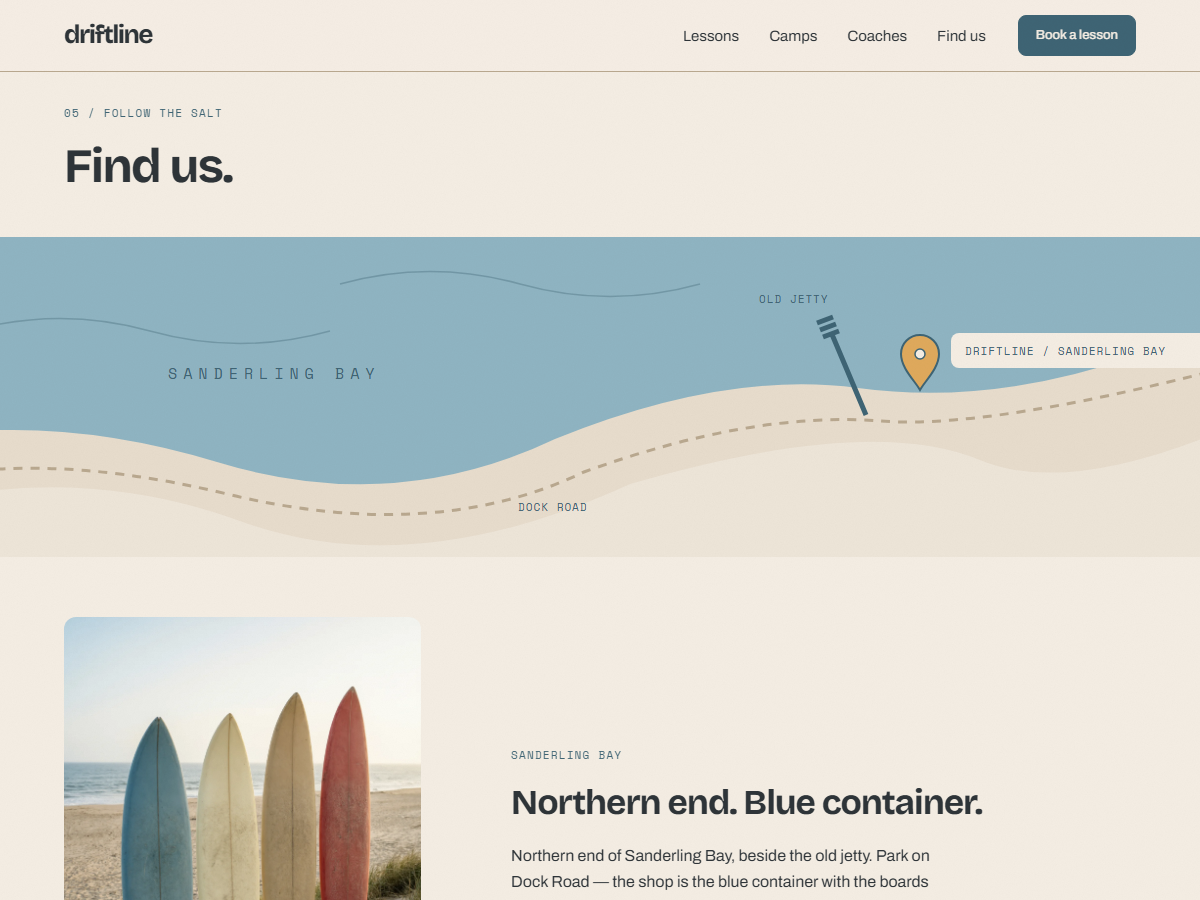 driftline
Lessons Camps Coaches Find us Book a lesson
05 / FOLLOW THE SALT
Find us.
OLD JETTY
DRIFTLINE / SANDERLING BAY
SANDERLING BAY
DOCK ROAD
SANDERLING BAY
Northern end. Blue container.
Northern end of Sanderling Bay, beside the old jetty. Park on
Dock Road — the shop is the blue container with the boards